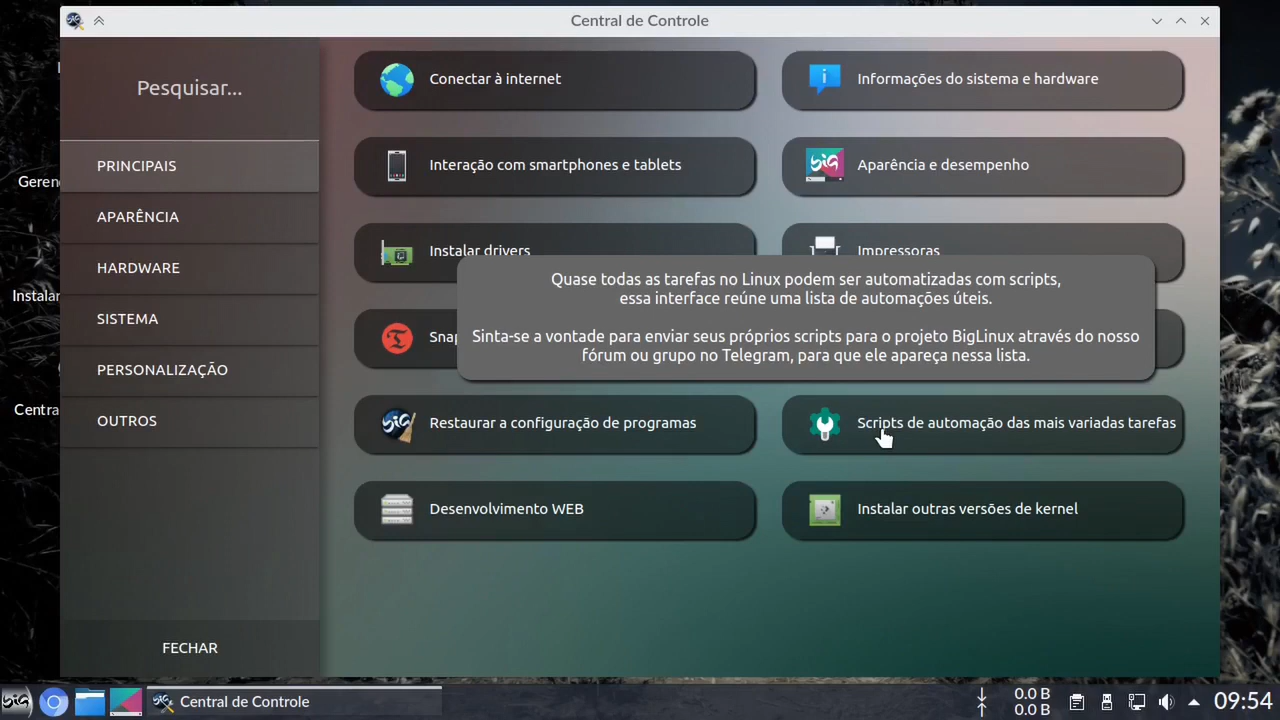 Central de Controle
Pesquisar...
PRINCIPAIS
APARÊNCIA
HARDWARE
SISTEMA
PERSONALIZAÇÃO
OUTROS
FECHAR
Conectar à internet
Informações do sistema e hardware
Interação com smartphones e tablets
Aparência e desempenho
Instalar drivers
Impressoras
Quase todas as tarefas no Linux podem ser automatizadas com scripts,
essa interface reúne uma lista de automações úteis.
Sinta-se a vontade para enviar seus próprios scripts para o projeto BigLinux através do nosso
fórum ou grupo no Telegram, para que ele apareça nessa lista.
Snap
Restaurar a configuração de programas
Scripts de automação das mais variadas tarefas
Desenvolvimento WEB
Instalar outras versões de kernel
Geren
Instalar
Centra
Central de Controle
0.0 B
0.0 B
09:54